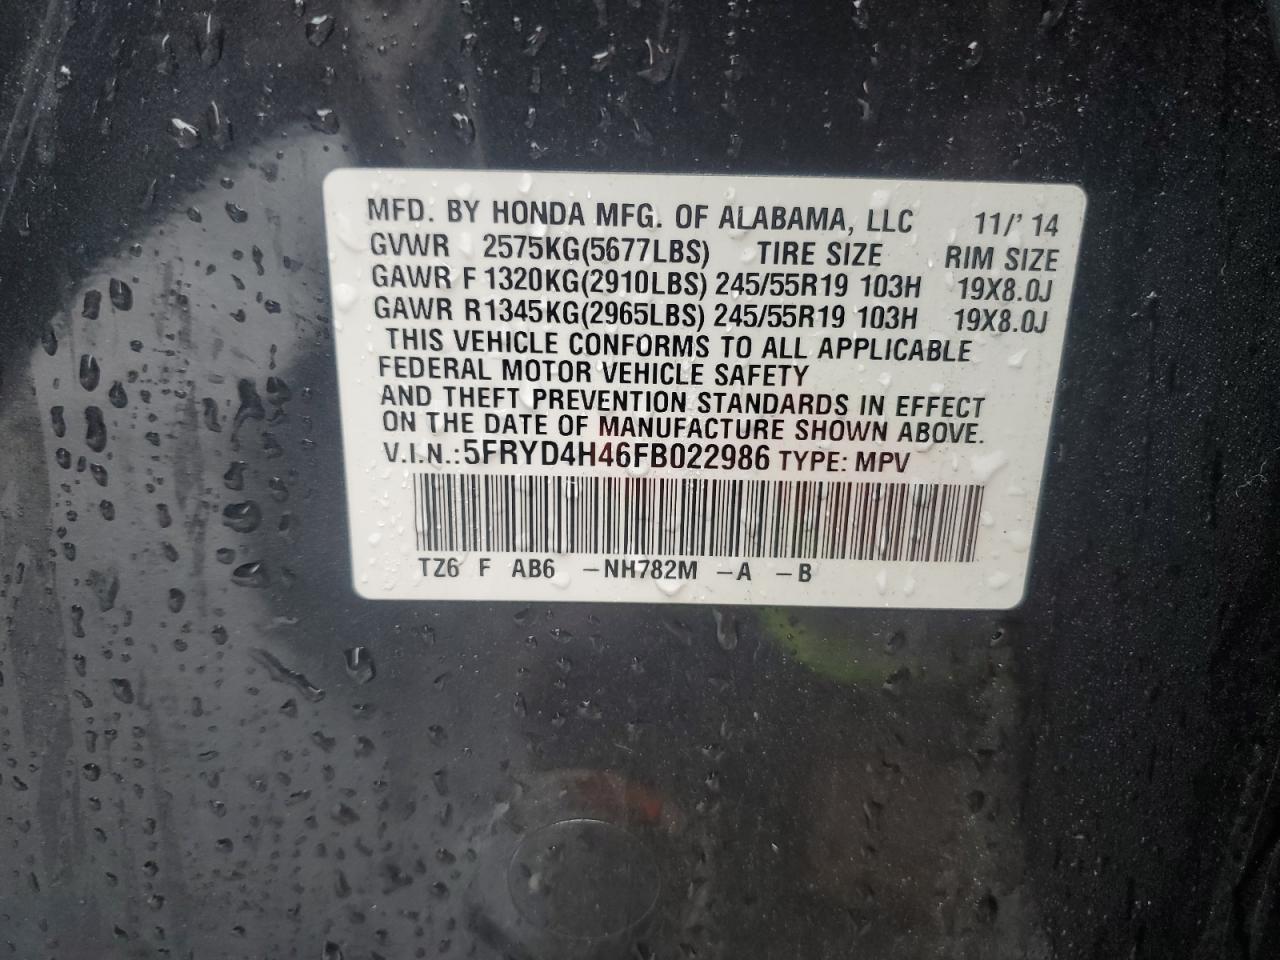 MFD. BY HONDA MFG. OF ALABAMA, LLC 11/' 14
GVWR 2575KG(5677LBS) TIRE SIZE RIM SIZE
GAWR F 1320KG(2910LBS) 245/55R19 103H 19X8.0J
GAWR R1345KG(2965LBS) 245/55R19 103H 19X8.0J
THIS VEHICLE CONFORMS TO ALL APPLICABLE
FEDERAL MOTOR VEHICLE SAFETY
AND THEFT PREVENTION STANDARDS IN EFFECT
ON THE DATE OF MANUFACTURE SHOWN ABOVE.
V.I.N.:5FRYD4H46FB022986 TYPE: MPV
TZ6 F AB6 –NH782M –A –B